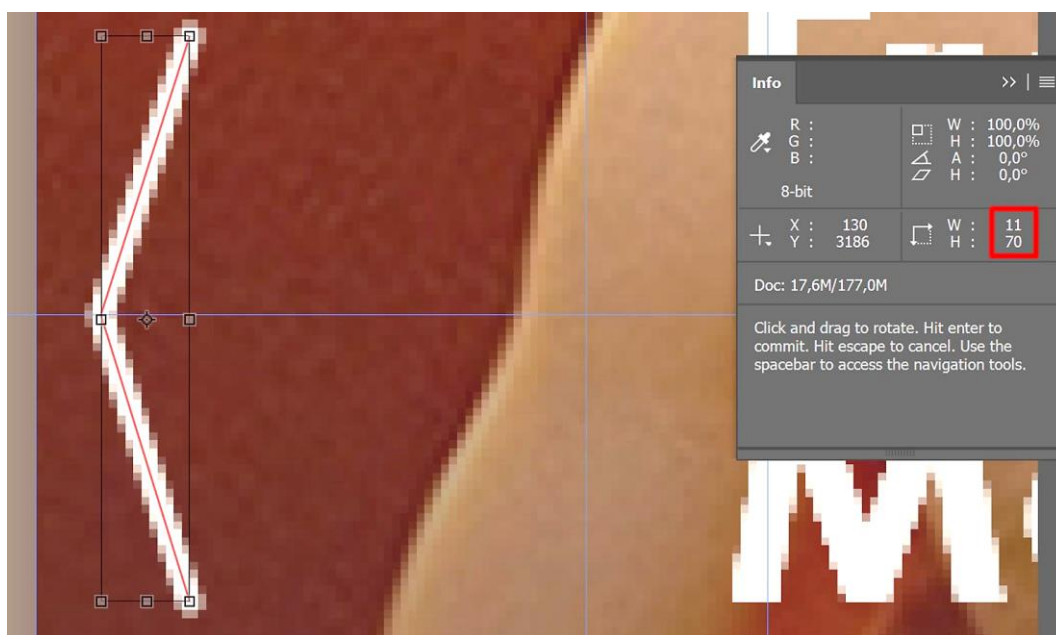 Info
R :
G :
B :
8-bit
W : 100,0%
H : 100,0%
A : 0,0°
H : 0,0°
X : 130
Y : 3186
W : 11
H : 70
Doc: 17,6M/177,0M
Click and drag to rotate. Hit enter to
commit. Hit escape to cancel. Use the
spacebar to access the navigation tools.
M